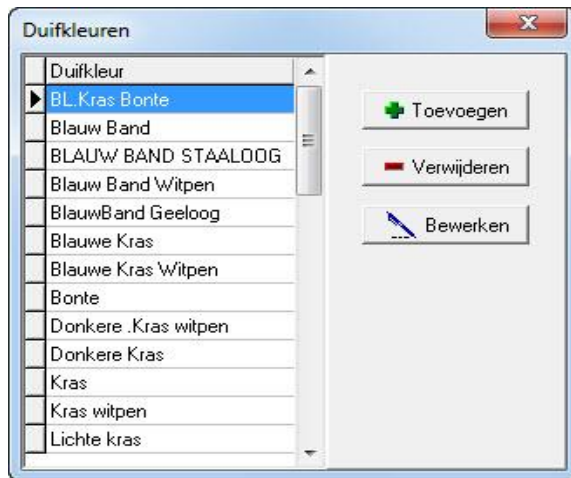 Duifkleuren
Duifkleur
BL.Kras Bonte
Blauw Band
BLAUW BAND STAALOOG
Blauw Band Witpen
BlauwBand Geeloog
Blauwe Kras
Blauwe Kras Witpen
Bonte
Donkere .Kras witpen
Donkere Kras
Kras
Kras witpen
Lichte kras
Toevoegen
Verwijderen
Bewerken